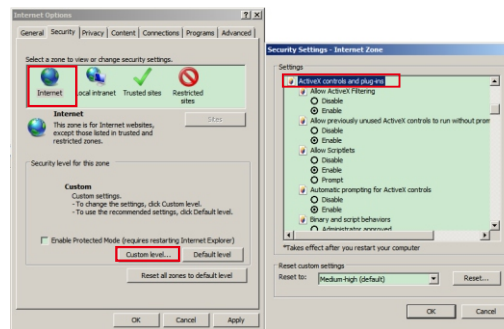 Internet Options
General Security Privacy Content Connections Programs Advanced
Select a zone to view or change security settings.
Internet Local intranet Trusted sites Restricted sites
Internet
This zone is for Internet websites,
except those listed in trusted and
restricted zones.
Sites
Security level for this zone
Custom
Custom settings.
- To change the settings, click Custom level.
- To use the recommended settings, click Default level.
Enable Protected Mode (requires restarting Internet Explorer)
Custom level... Default level
Reset all zones to default level
OK Cancel Apply
Security Settings - Internet Zone
Settings
ActiveX controls and plug-ins
Allow ActiveX Filtering
Disable
Enable
Allow previously unused ActiveX controls to run without prom
Disable
Enable
Allow Scriptlets
Disable
Enable
Prompt
Automatic prompting for ActiveX controls
Disable
Enable
Binary and script behaviors
Administrator approved
*Takes effect after you restart your computer
Reset custom settings
Reset to: Medium-high (default) Reset...
OK Cancel